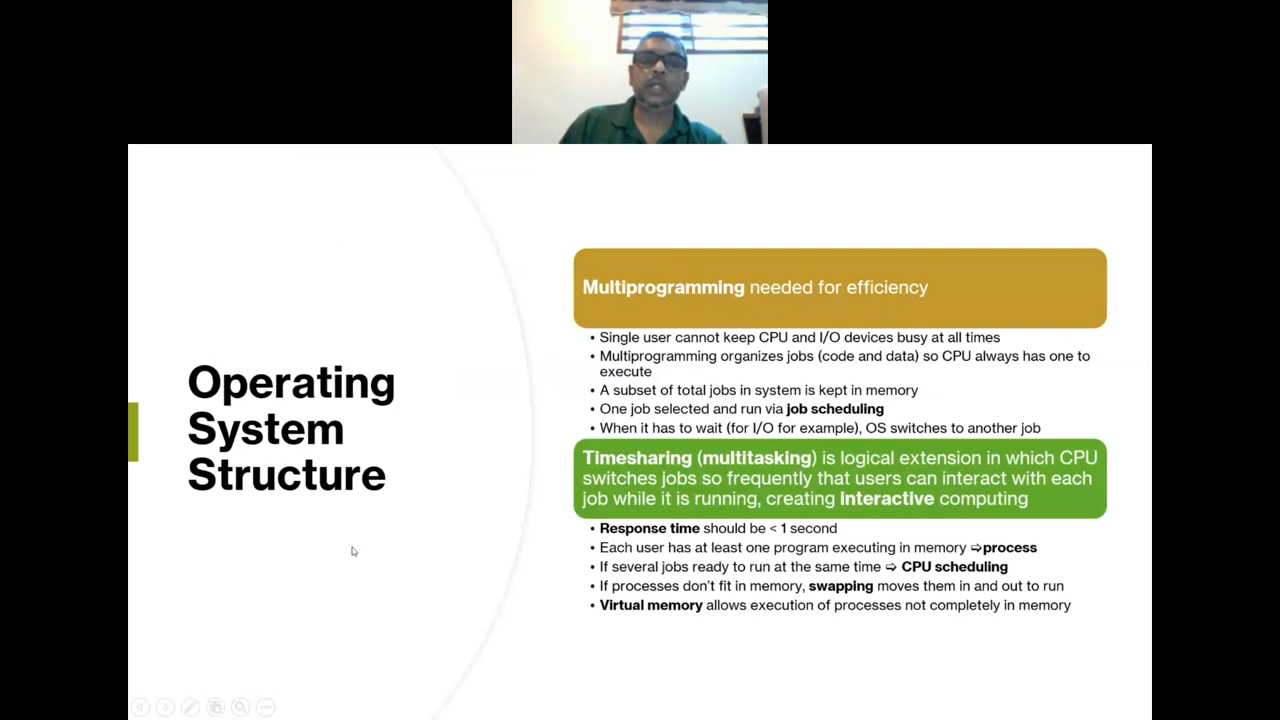 Operating
System
Structure
Multiprogramming needed for efficiency
• Single user cannot keep CPU and I/O devices busy at all times
• Multiprogramming organizes jobs (code and data) so CPU always has one to
execute
• A subset of total jobs in system is kept in memory
• One job selected and run via job scheduling
• When it has to wait (for I/O for example), OS switches to another job
Timesharing (multitasking) is logical extension in which CPU
switches jobs so frequently that users can interact with each
job while it is running, creating interactive computing
• Response time should be < 1 second
• Each user has at least one program executing in memory ⇨process
• If several jobs ready to run at the same time ⇨ CPU scheduling
• If processes don't fit in memory, swapping moves them in and out to run
• Virtual memory allows execution of processes not completely in memory